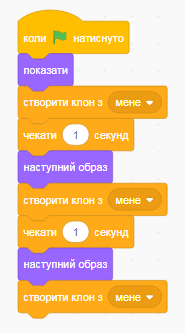 коли натиснуто
показати
створити клон з мене
чекати 1 секунд
наступний образ
створити клон з мене
чекати 1 секунд
наступний образ
створити клон з мене